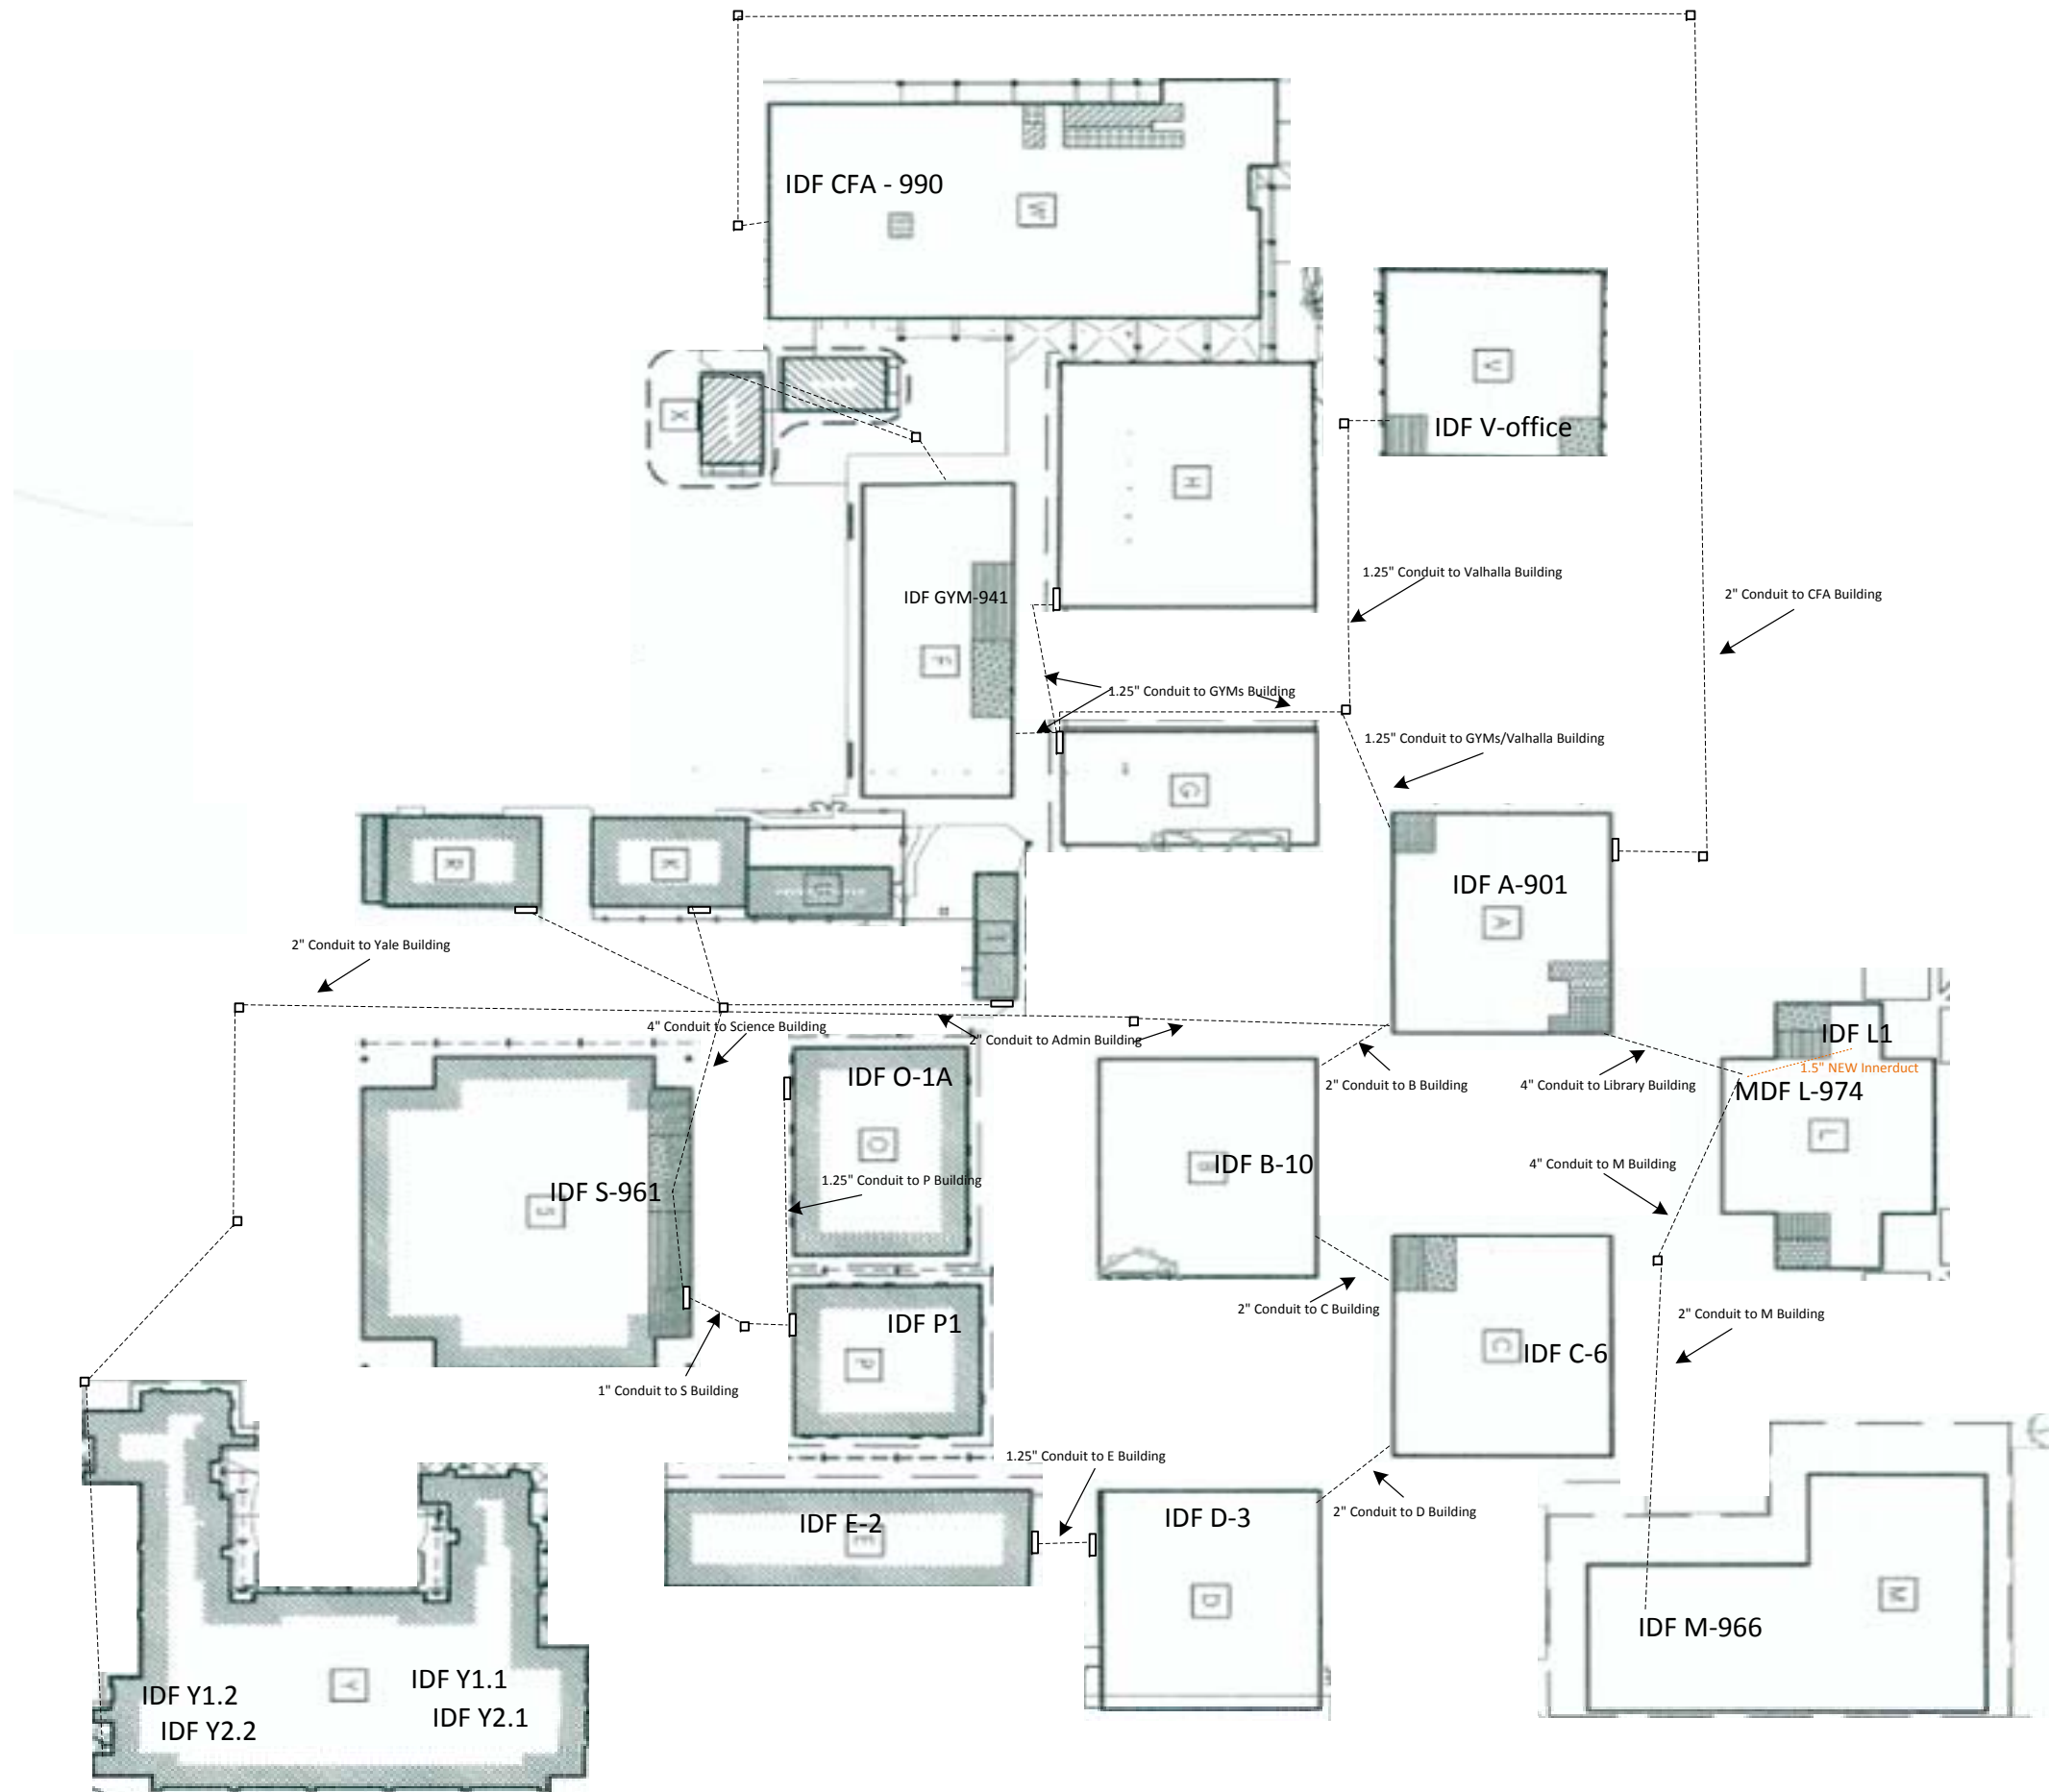 IDF CFA - 990
W
V
IDF V-office
X
H
1.25" Conduit to Valhalla Building
2" Conduit to CFA Building
IDF GYM-941
F
1.25" Conduit to GYMs Building
1.25" Conduit to GYMs/Valhalla Building
G
R
K
U
IDF A-901
A
T
2" Conduit to Yale Building
4" Conduit to Science Building
2" Conduit to Admin Building
IDF L1
1.5" NEW Innerduct
MDF L-974
IDF O-1A
2" Conduit to B Building
4" Conduit to Library Building
O
L
IDF B-10
B
4" Conduit to M Building
1.25" Conduit to P Building
IDF S-961
S
2" Conduit to C Building
2" Conduit to M Building
IDF P1
P
IDF C-6
C
1" Conduit to S Building
1.25" Conduit to E Building
2" Conduit to D Building
IDF E-2
E
IDF D-3
D
M
IDF M-966
IDF Y1.1
Y
IDF Y1.2
IDF Y2.1
IDF Y2.2